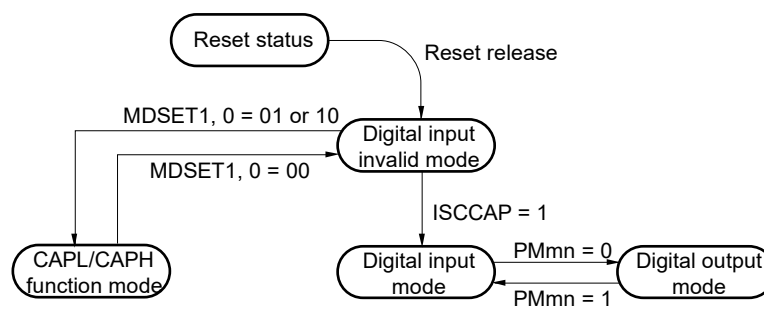 Reset status
Reset release
MDSET1, 0 = 01 or 10
Digital input
invalid mode
MDSET1, 0 = 00
ISCCAP = 1
CAPL/CAPH
function mode
Digital input
mode
PMmn = 0
PMmn = 1
Digital output
mode